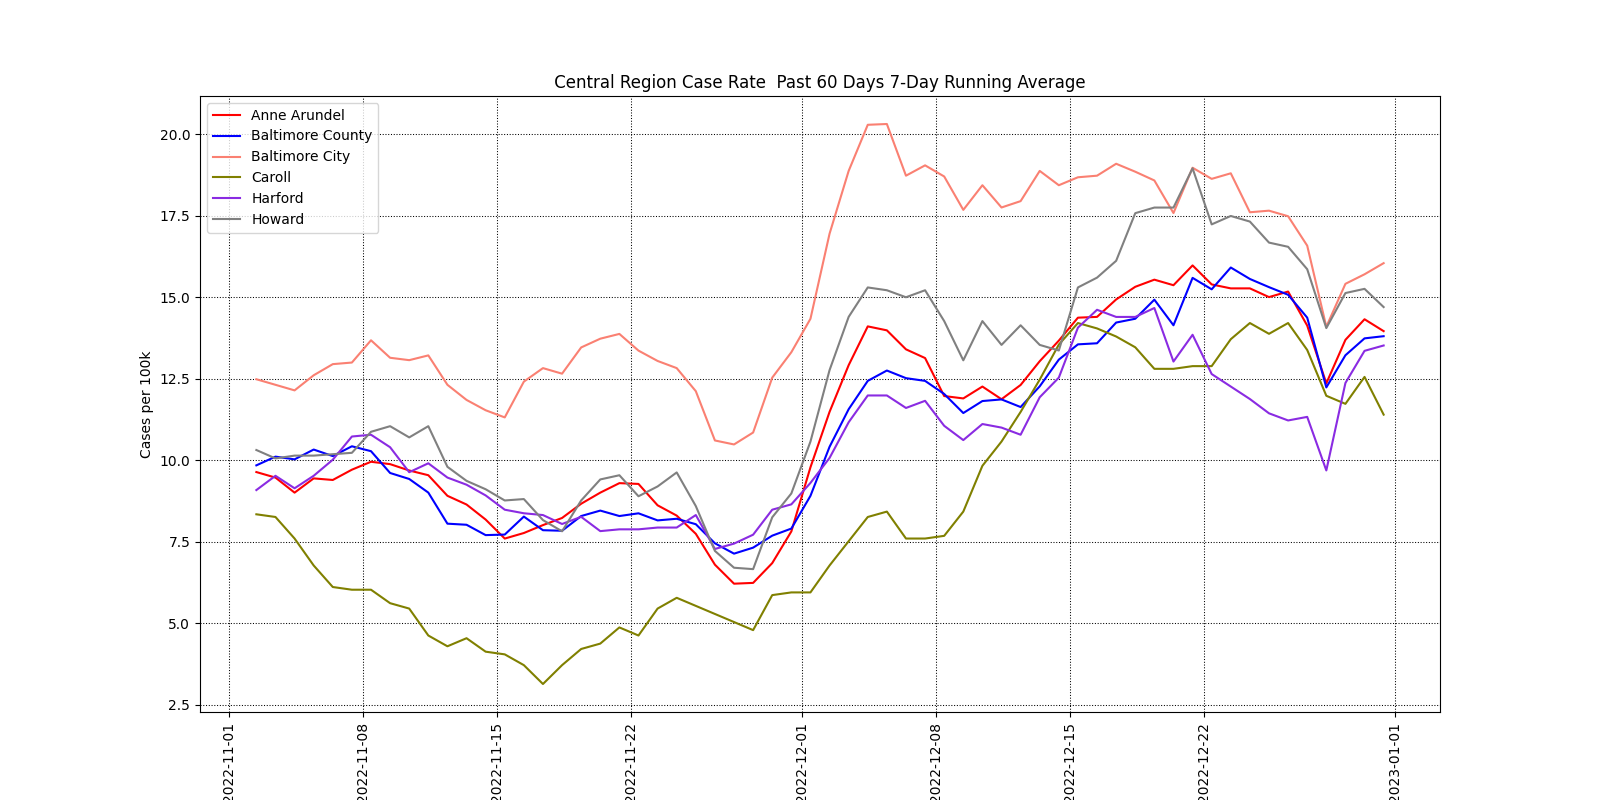 Central Region Case Rate  Past 60 Days 7-Day Running Average
Anne Arundel
Baltimore County
Baltimore City
Caroll
Harford
Howard
Cases per 100k
20.0
17.5
15.0
12.5
10.0
7.5
5.0
2.5
2022-11-01
2022-11-08
2022-11-15
2022-11-22
2022-12-01
2022-12-08
2022-12-15
2022-12-22
2023-01-01